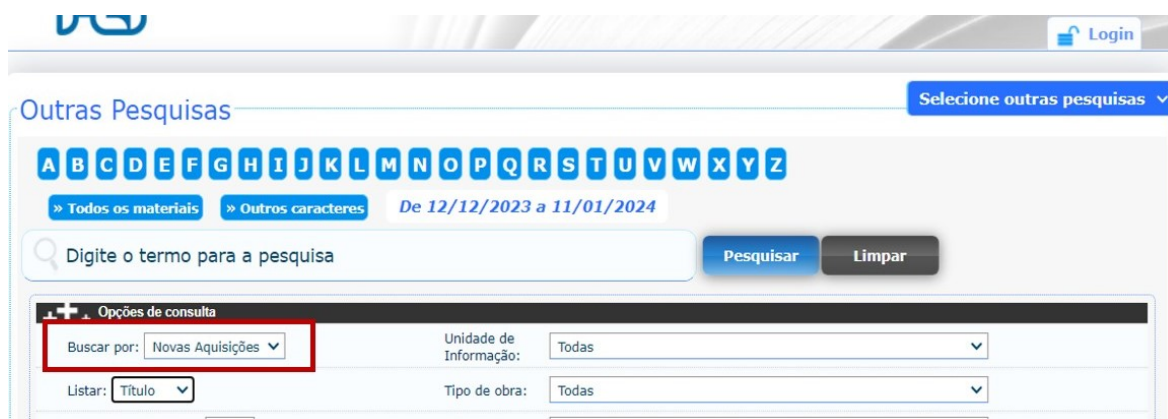 Login
Selecione outras pesquisas
Outras Pesquisas
A B C D E F G H I J K L M N O P Q R S T U V W X Y Z
» Todos os materiais » Outros caracteres De 12/12/2023 a 11/01/2024
Digite o termo para a pesquisa Pesquisar Limpar
Opções de consulta
Buscar por: Novas Aquisições Unidade de Informação: Todas
Listar: Título Tipo de obra: Todas